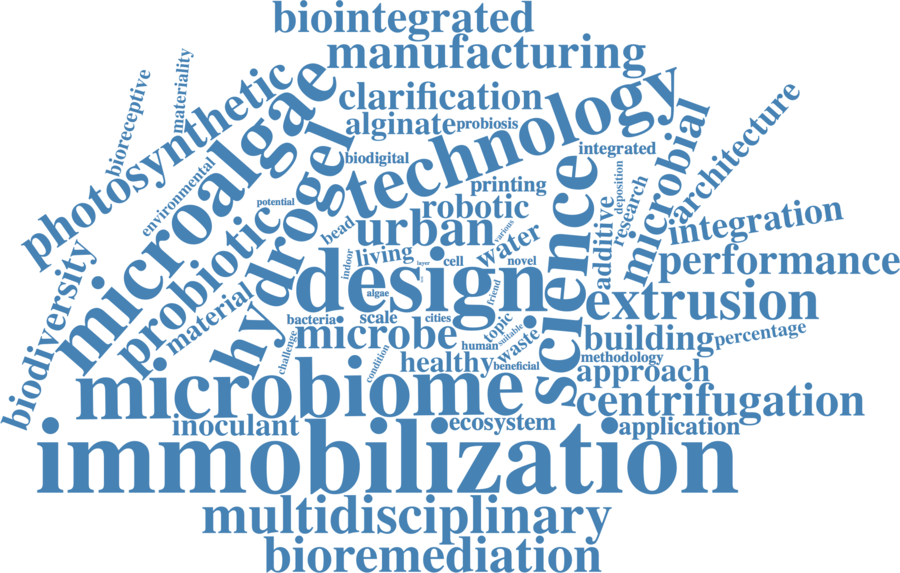 biointegrated
manufacturing
materiality
bioreceptive
photosynthetic
microalgae
clarification
technology
alginate
probiosis
microbial
architecture
integrated
biodigital
hydrogel
environmental
printing
deposition
research
additive
potential
robotic
probiotic
bead
urban
various
water
integration
science
living
indoor
layer
cell
novel
performance
biodiversity
material
design
algae
friend
extrusion
bacteria
scale
cities
topic
suitable
microbe
challenge
human
waste
building
percentage
condition
healthy
beneficial
methodology
approach
microbiome
centrifugation
inoculant
ecosystem
application
immobilization
multidisciplinary
bioremediation